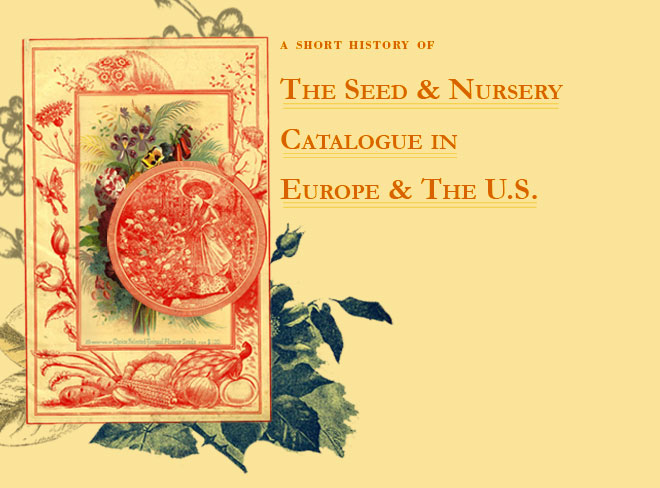 A SHORT HISTORY OF
THE SEED & NURSERY
CATALOGUE IN
EUROPE & THE U.S.